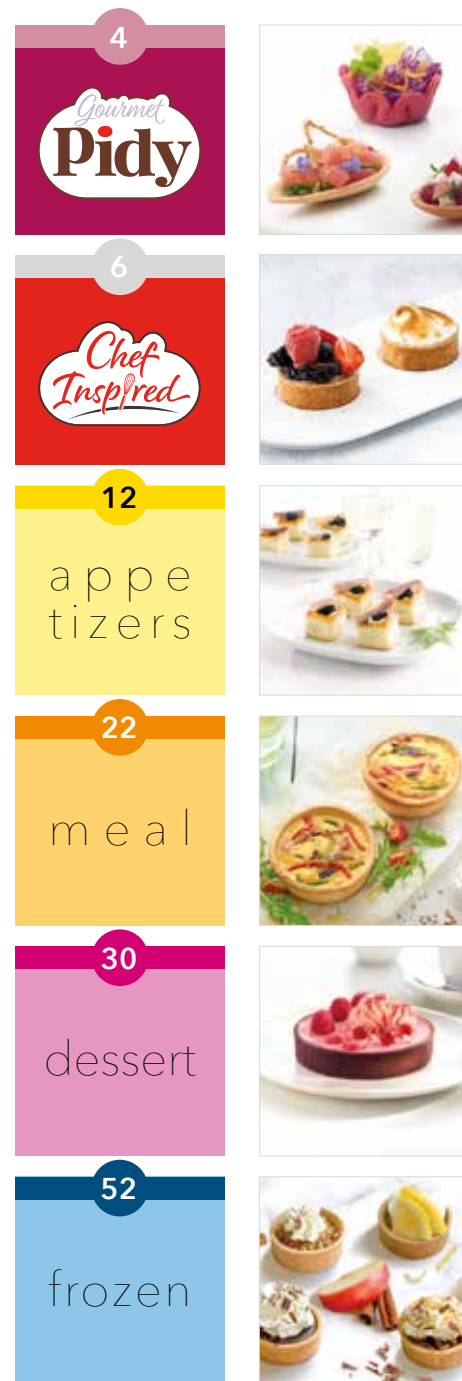 4
Gourmet
Pidy
6
Chef
Inspired
12
appe
tizers
22
meal
30
dessert
52
frozen